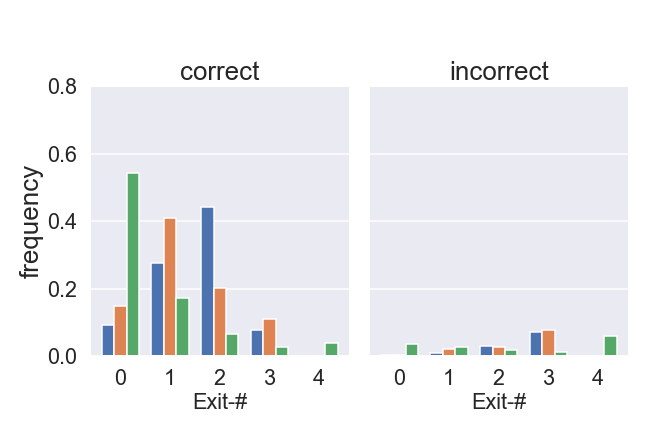 correct
incorrect
frequency
0.8
0.6
0.4
0.2
0.0
0 1 2 3 4
0 1 2 3 4
Exit-#
Exit-#